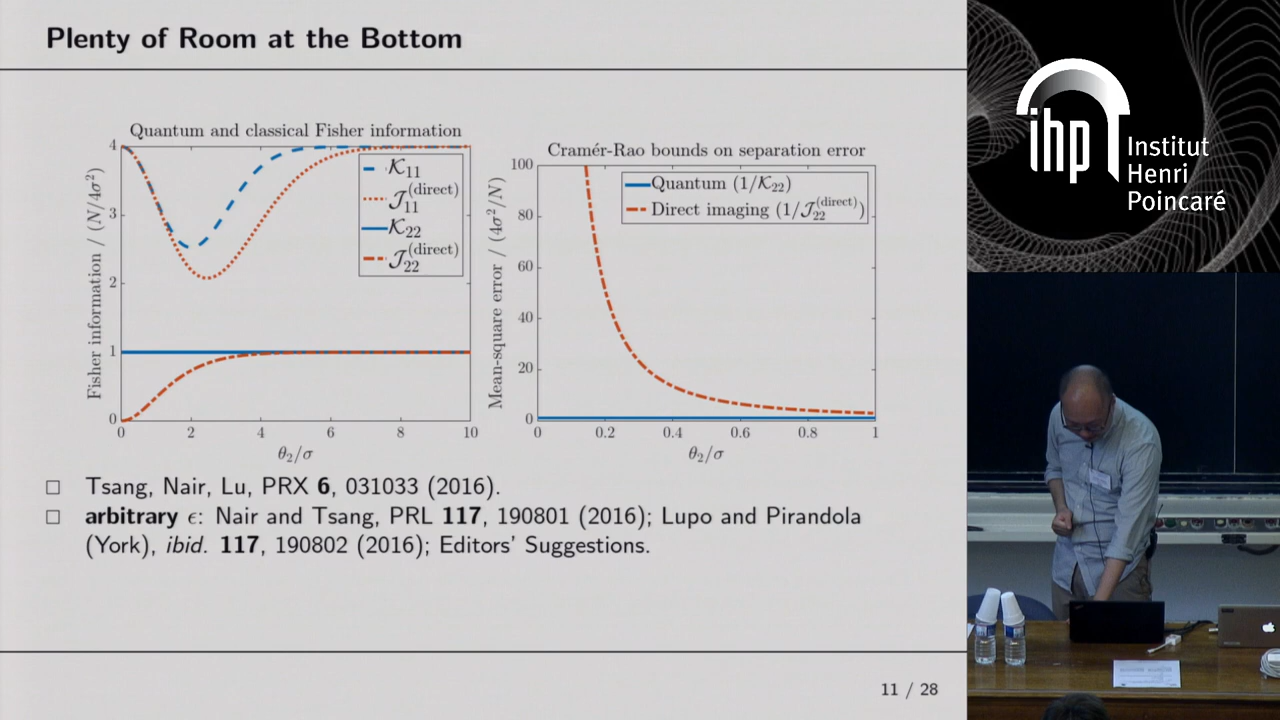 Plenty of Room at the Bottom
Quantum and classical Fisher information
Fisher information / (N/4σ²)
4
3
2
1
0
0 2 4 6 8 10
θ₂/σ
𝒦₁₁
𝒥₁₁^(direct)
𝒦₂₂
𝒥₂₂^(direct)
Cramér-Rao bounds on separation error
Mean-square error / (4σ²/N)
100
80
60
40
20
0
0 0.2 0.4 0.6 0.8 1
θ₂/σ
Quantum (1/𝒦₂₂)
Direct imaging (1/𝒥₂₂^(direct))
□ Tsang, Nair, Lu, PRX 6, 031033 (2016).
□ arbitrary ϵ: Nair and Tsang, PRL 117, 190801 (2016); Lupo and Pirandola
(York), ibid. 117, 190802 (2016); Editors' Suggestions.
11 / 28
ihp
Institut
Henri
Poincaré